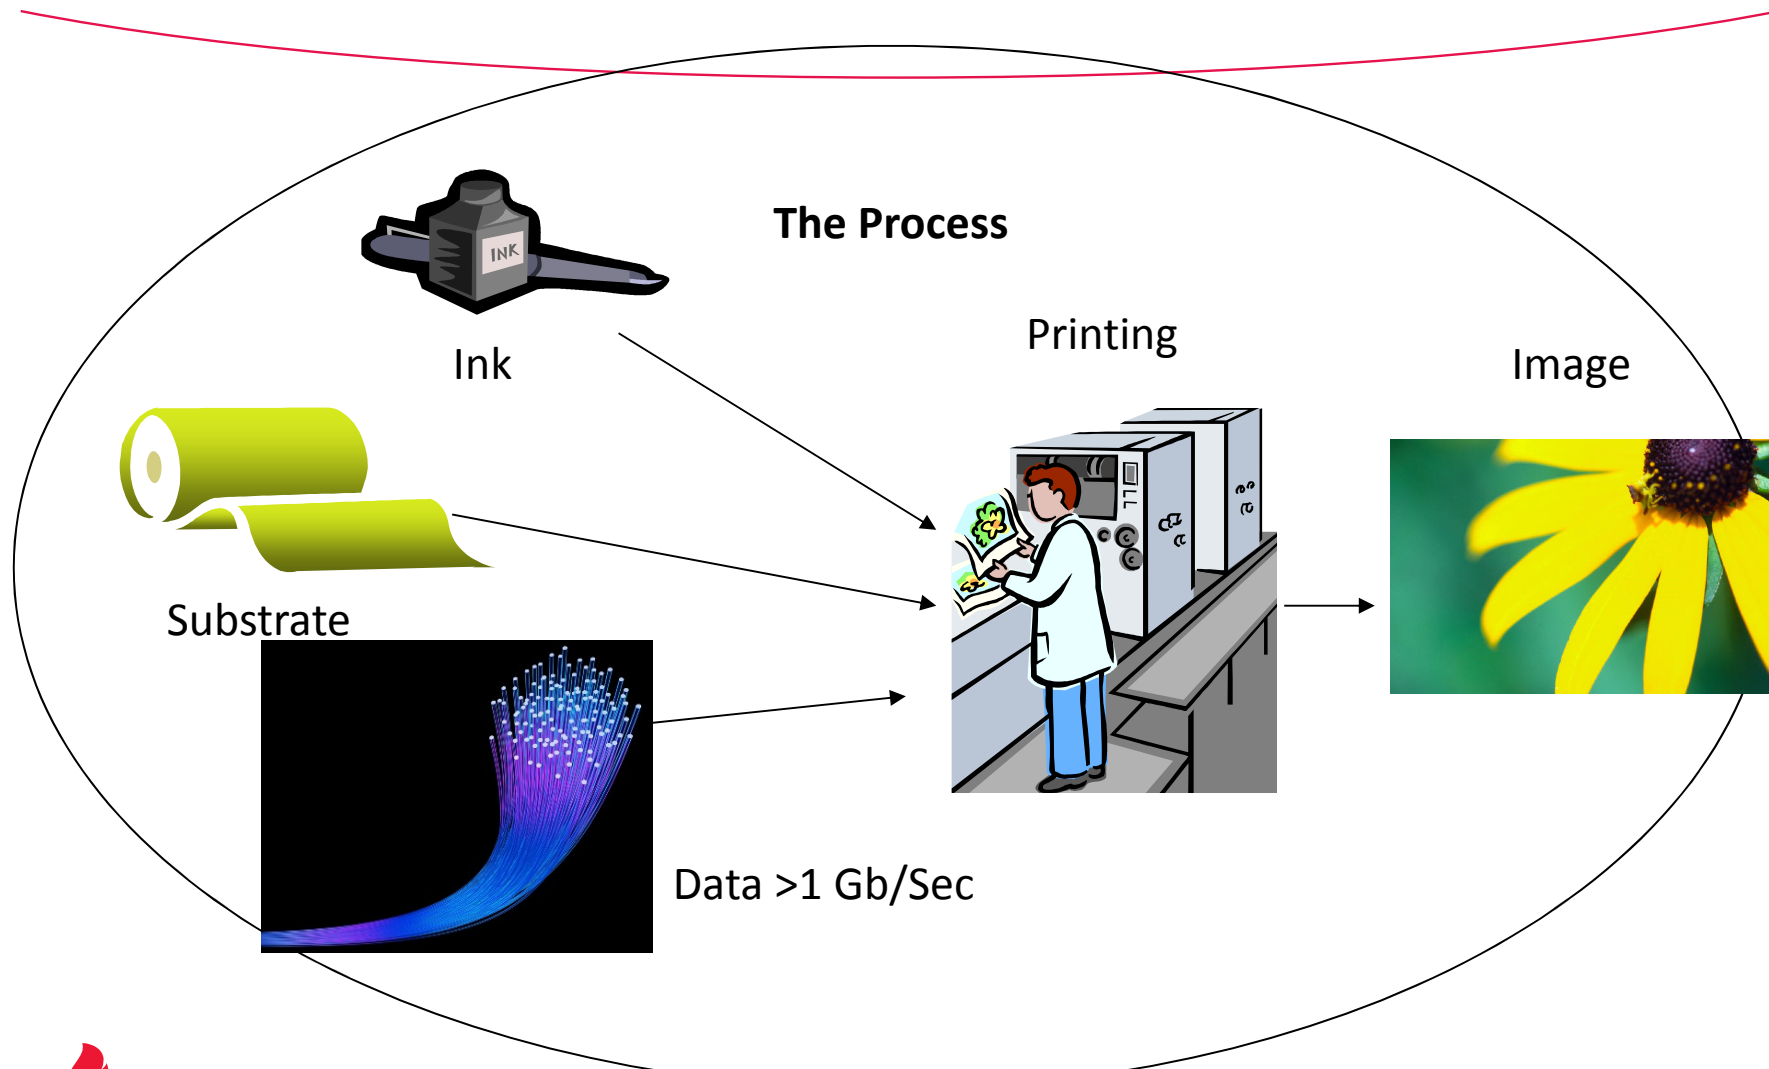 The Process
INK
Ink
Printing
Image
Substrate
Data >1 Gb/Sec